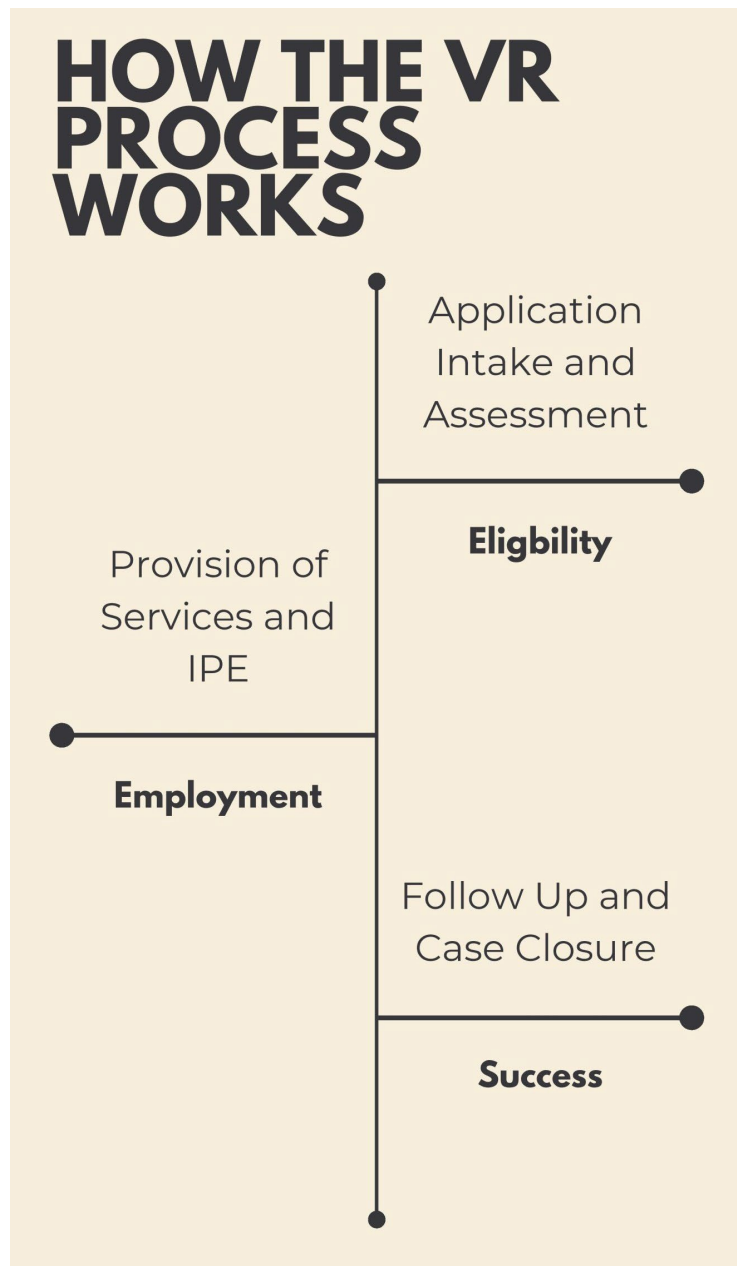 HOW THE VR
PROCESS
WORKS
Application
Intake and
Assessment
Eligbility
Provision of
Services and
IPE
Employment
Follow Up and
Case Closure
Success